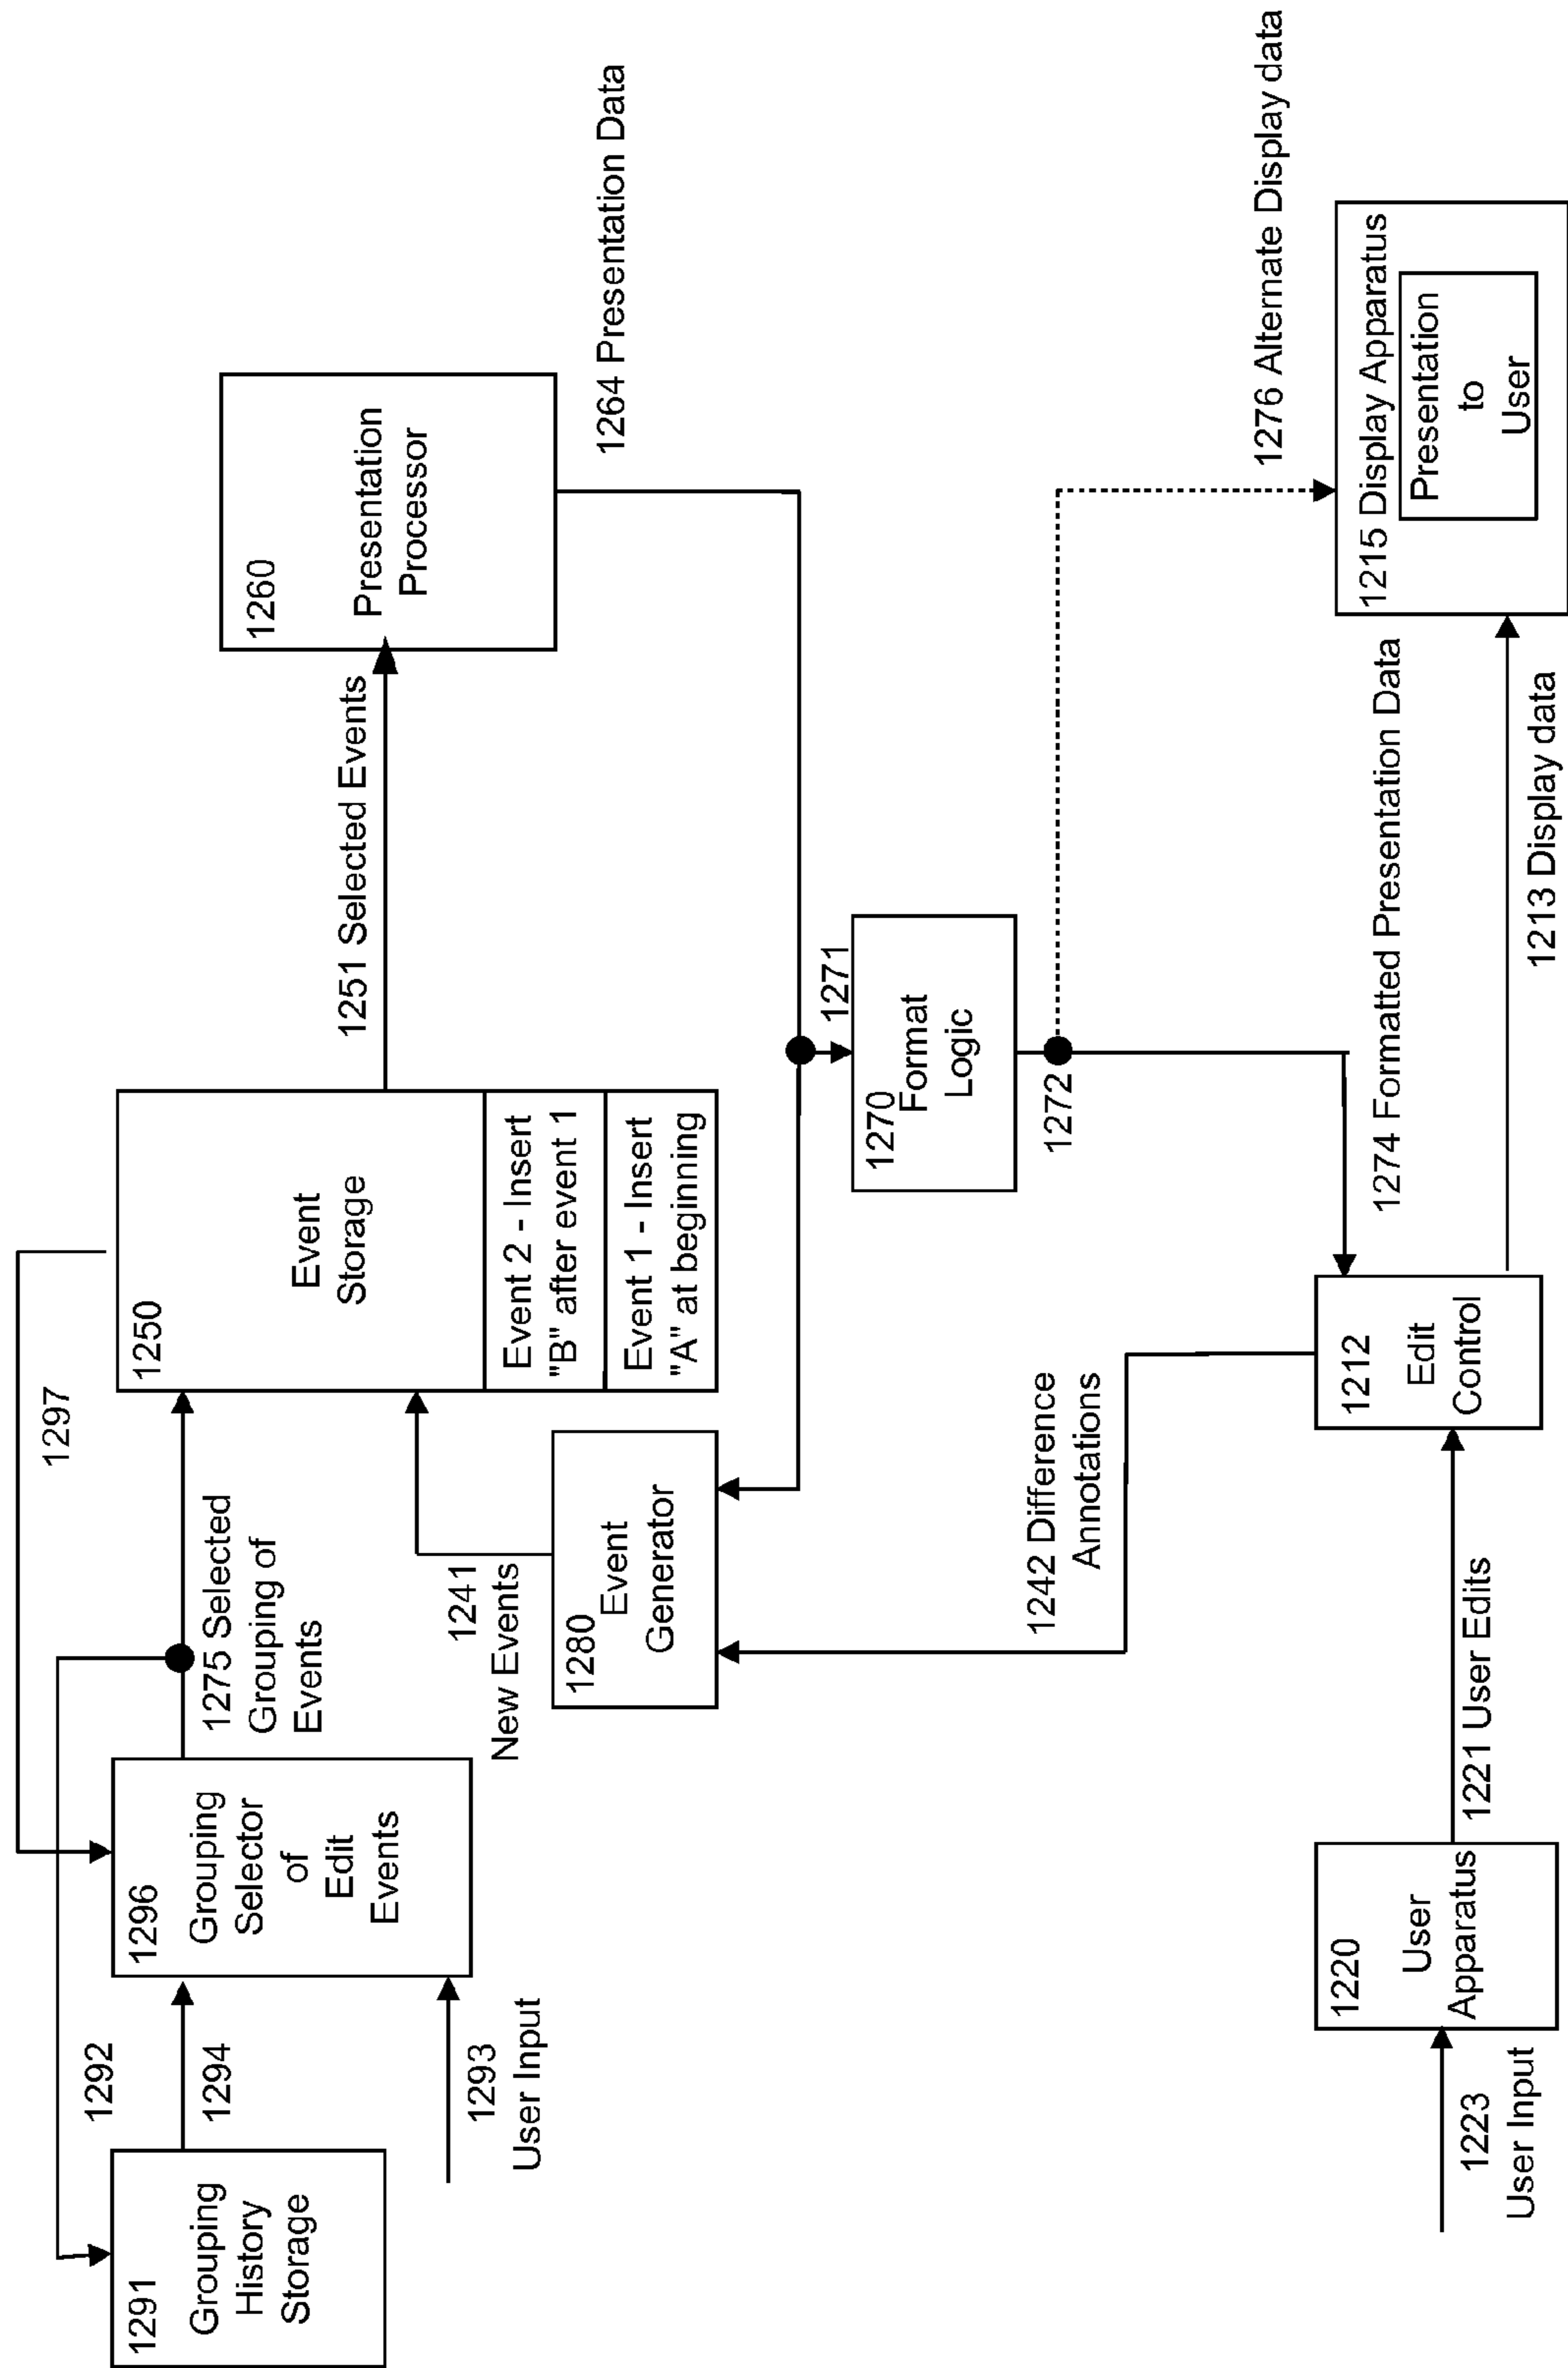 1297
1292
1291
Grouping
History
Storage
1294
1296
Grouping
Selector
of
Edit
Events
1293
User Input
1275 Selected
Grouping of
Events
1250
Event
Storage
Event 2 - Insert
"B" after event 1
Event 1 - Insert
"A" at beginning
1251 Selected Events
1260
Presentation
Processor
1264 Presentation Data
1241
New Events
1280
Event
Generator
1271
1270
Format
Logic
1272
1276 Alternate Display data
1242 Difference
Annotations
1274 Formatted Presentation Data
1223
User Input
1220
User
Apparatus
1221 User Edits
1212
Edit
Control
1213 Display data
1215 Display Apparatus
Presentation
to
User